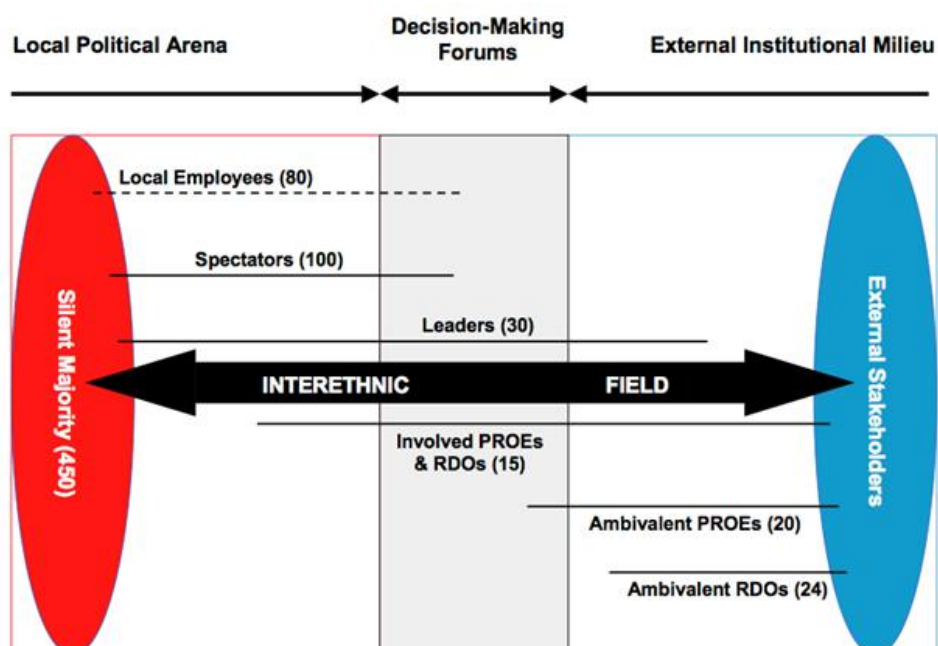 Local Political Arena
Decision-Making
Forums
External Institutional Milieu
Local Employees (80)
Spectators (100)
Leaders (30)
Silent Majority (450)
INTERETHNIC FIELD
External Stakeholders
Involved PROEs
& RDOs (15)
Ambivalent PROEs (20)
Ambivalent RDOs (24)